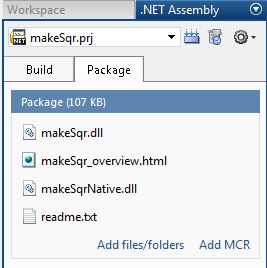 Workspace .NET Assembly
makeSqr.prj
Build Package
Package (107 KB)
makeSqr.dll
makeSqr_overview.html
makeSqrNative.dll
readme.txt
Add files/folders Add MCR